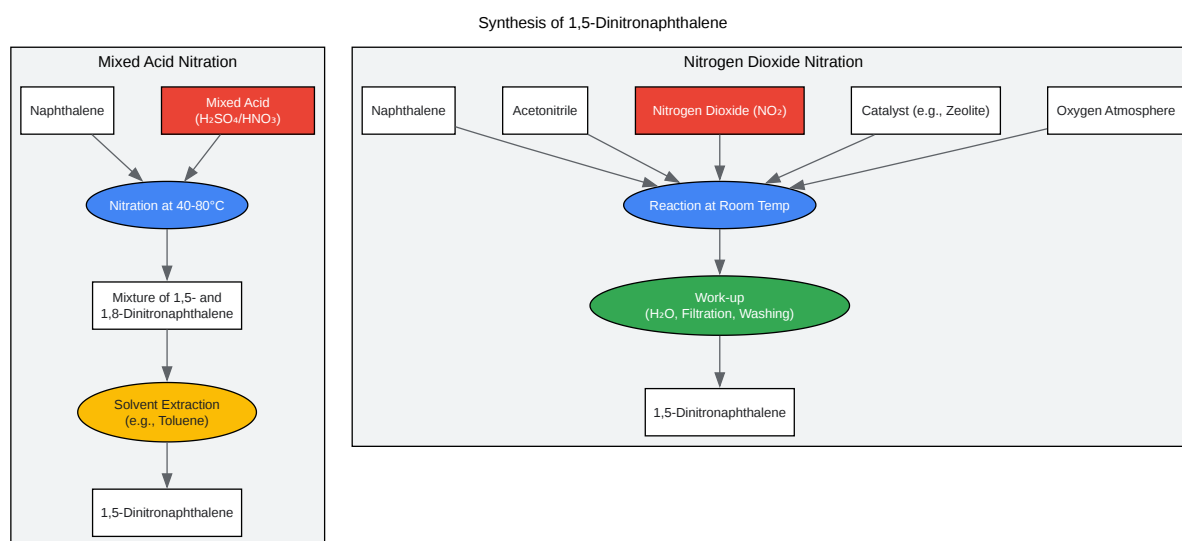 Synthesis of 1,5-Dinitronaphthalene
Mixed Acid Nitration
Naphthalene
Mixed Acid
(H₂SO₄/HNO₃)
Nitration at 40-80°C
Mixture of 1,5- and
1,8-Dinitronaphthalene
Solvent Extraction
(e.g., Toluene)
1,5-Dinitronaphthalene
Nitrogen Dioxide Nitration
Naphthalene
Acetonitrile
Nitrogen Dioxide (NO₂)
Catalyst (e.g., Zeolite)
Oxygen Atmosphere
Reaction at Room Temp
Work-up
(H₂O, Filtration, Washing)
1,5-Dinitronaphthalene